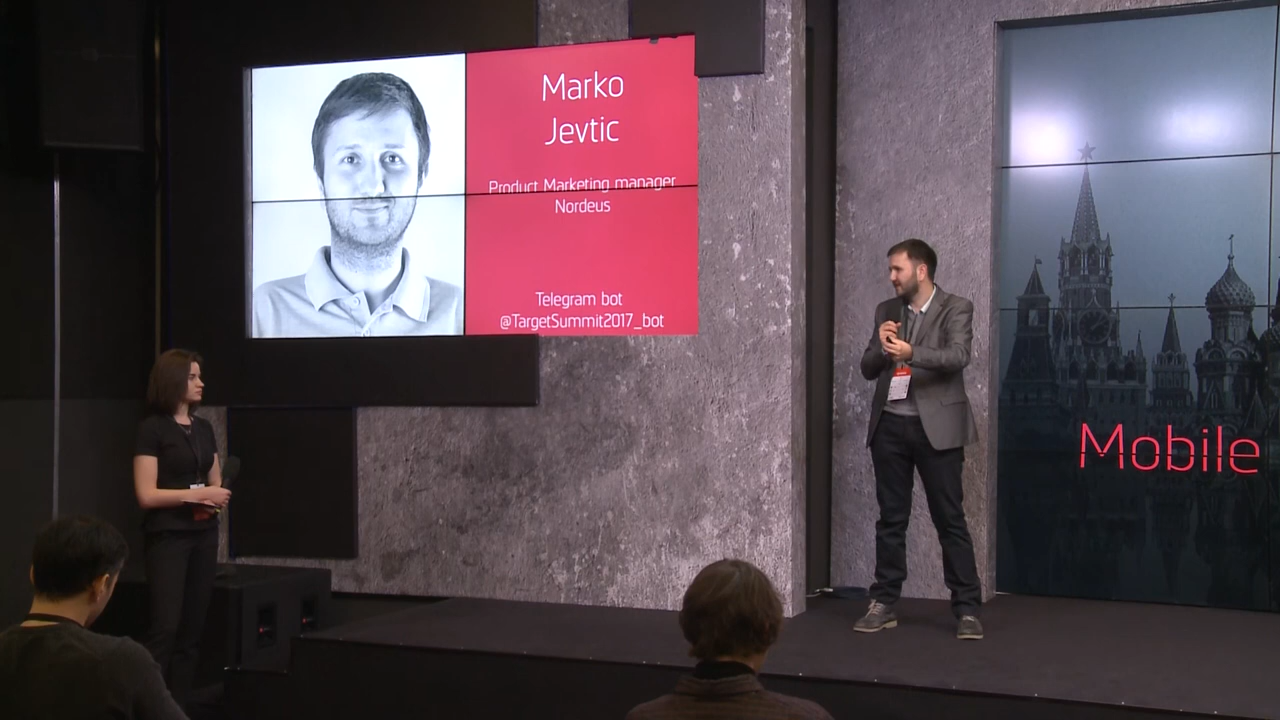 Marko
Jevtic
Product Marketing manager
Nordeus
Telegram bot
@TargetSummit2017_bot
Mobile